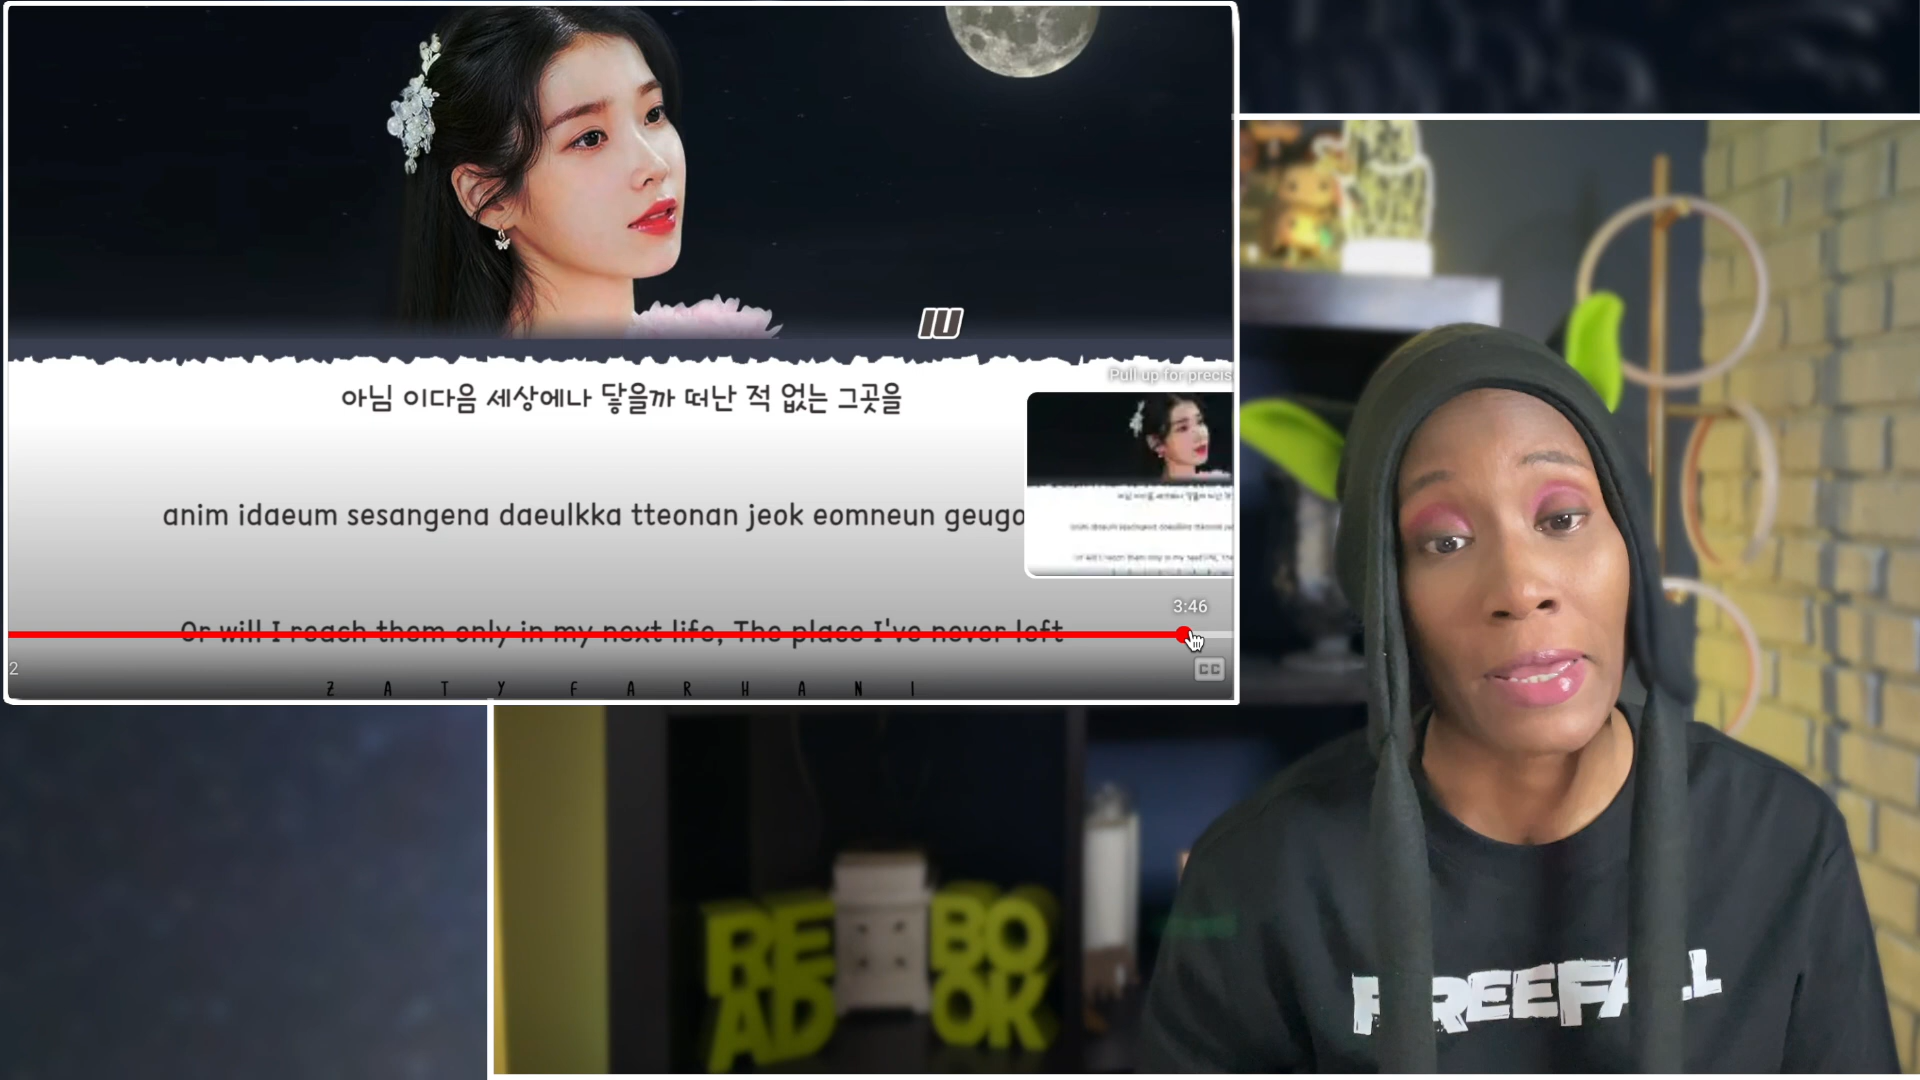 IU
Pull up for precis
아님 이다음 세상에나 닿을까 떠난 적 없는 그곳을
anim idaeum sesangena daeulkka tteonan jeok eomneun geugo
3:46
Or will I reach them only in my next life, The place I've never left
2
CC
Z A T Y F A R H A N I
RE
AD
BO
OK
FREEFALL